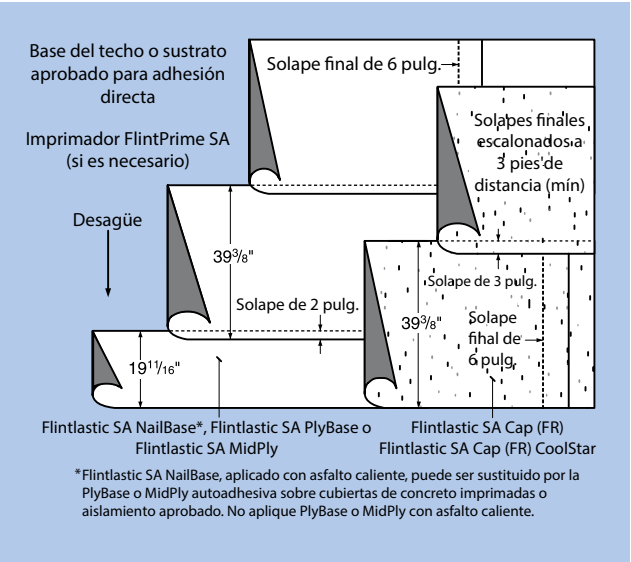 Base del techo o sustrato
aprobado para adhesión
directa
Imprimador FlintPrime SA
(si es necesario)
Desagüe
Solape final de 6 pulg.
Solapes finales
escalonados a
3 pies de
distancia (mín)
39³/₈"
Solape de 2 pulg.
Solape de 3 pulg.
39³/₈"
Solape
final de
6 pulg.
19¹¹/₁₆"
Flintlastic SA NailBase*, Flintlastic SA PlyBase o
Flintlastic SA MidPly
Flintlastic SA Cap (FR)
Flintlastic SA Cap (FR) CoolStar
*Flintlastic SA NailBase, aplicado con asfalto caliente, puede ser sustituido por la
PlyBase o MidPly autoadhesiva sobre cubiertas de concreto imprimadas o
aislamiento aprobado. No aplique PlyBase o MidPly con asfalto caliente.